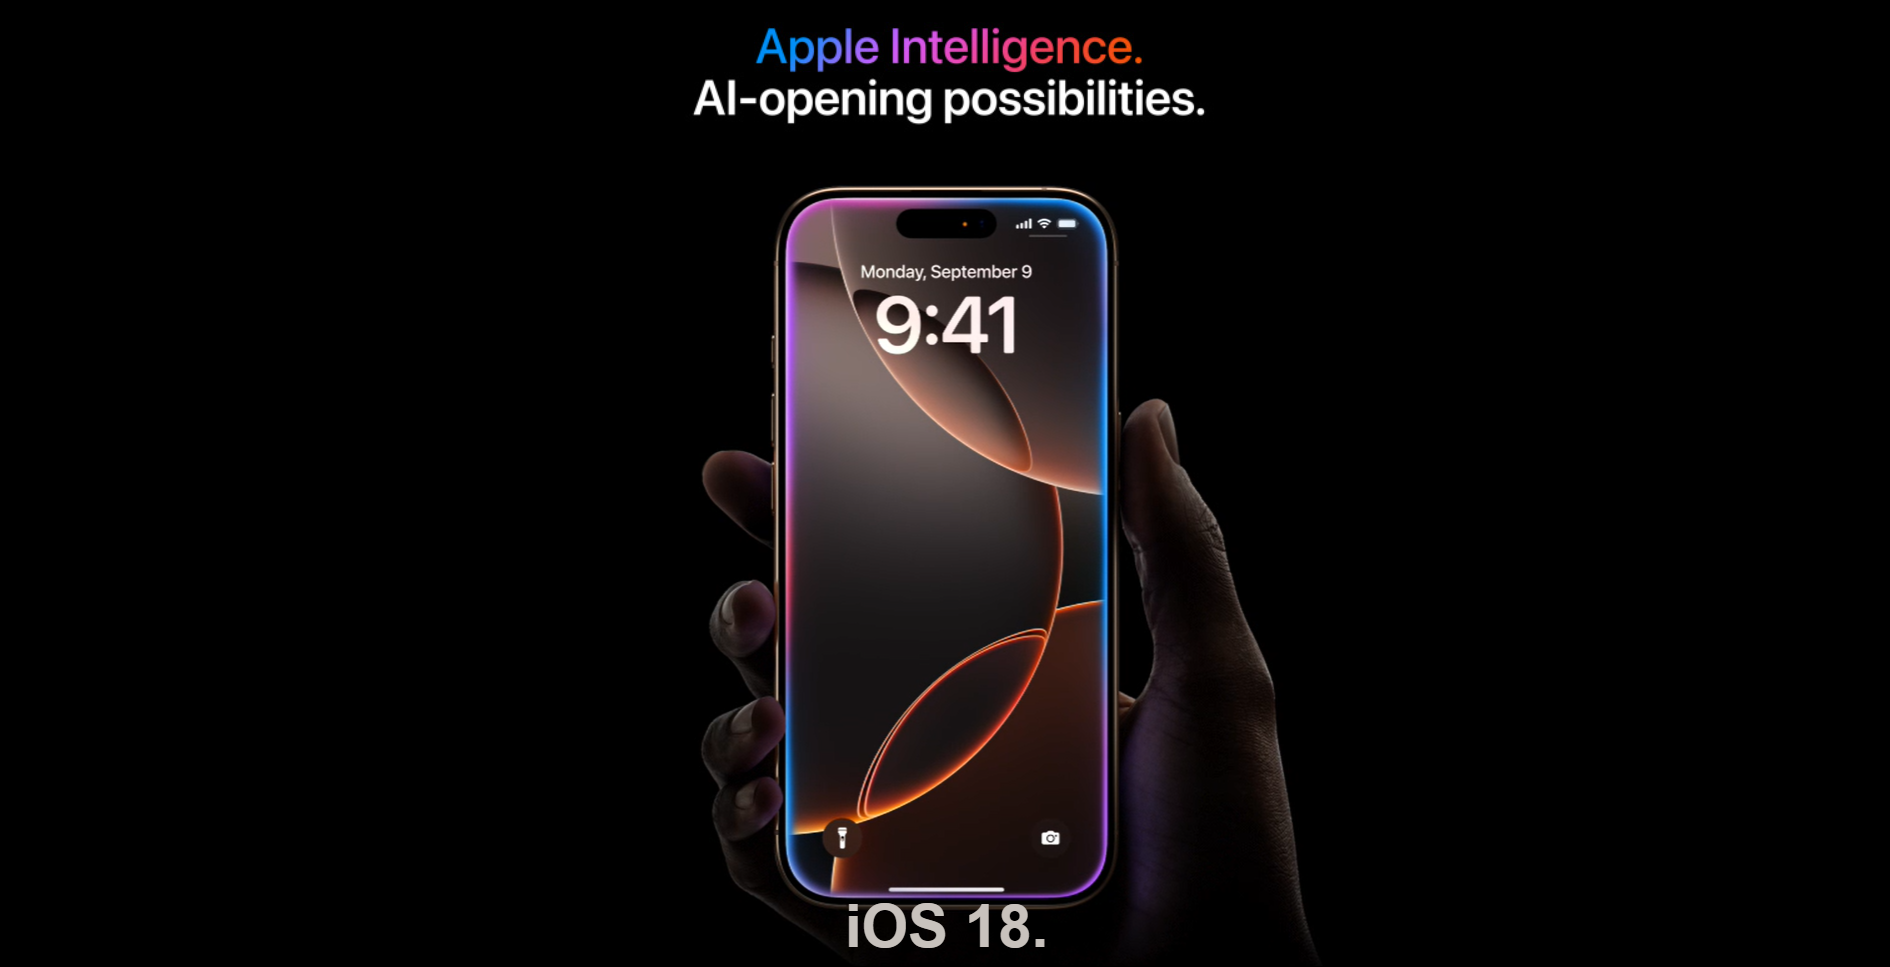 Apple Intelligence.
AI-opening possibilities.
Monday, September 9
9:41
iOS 18.